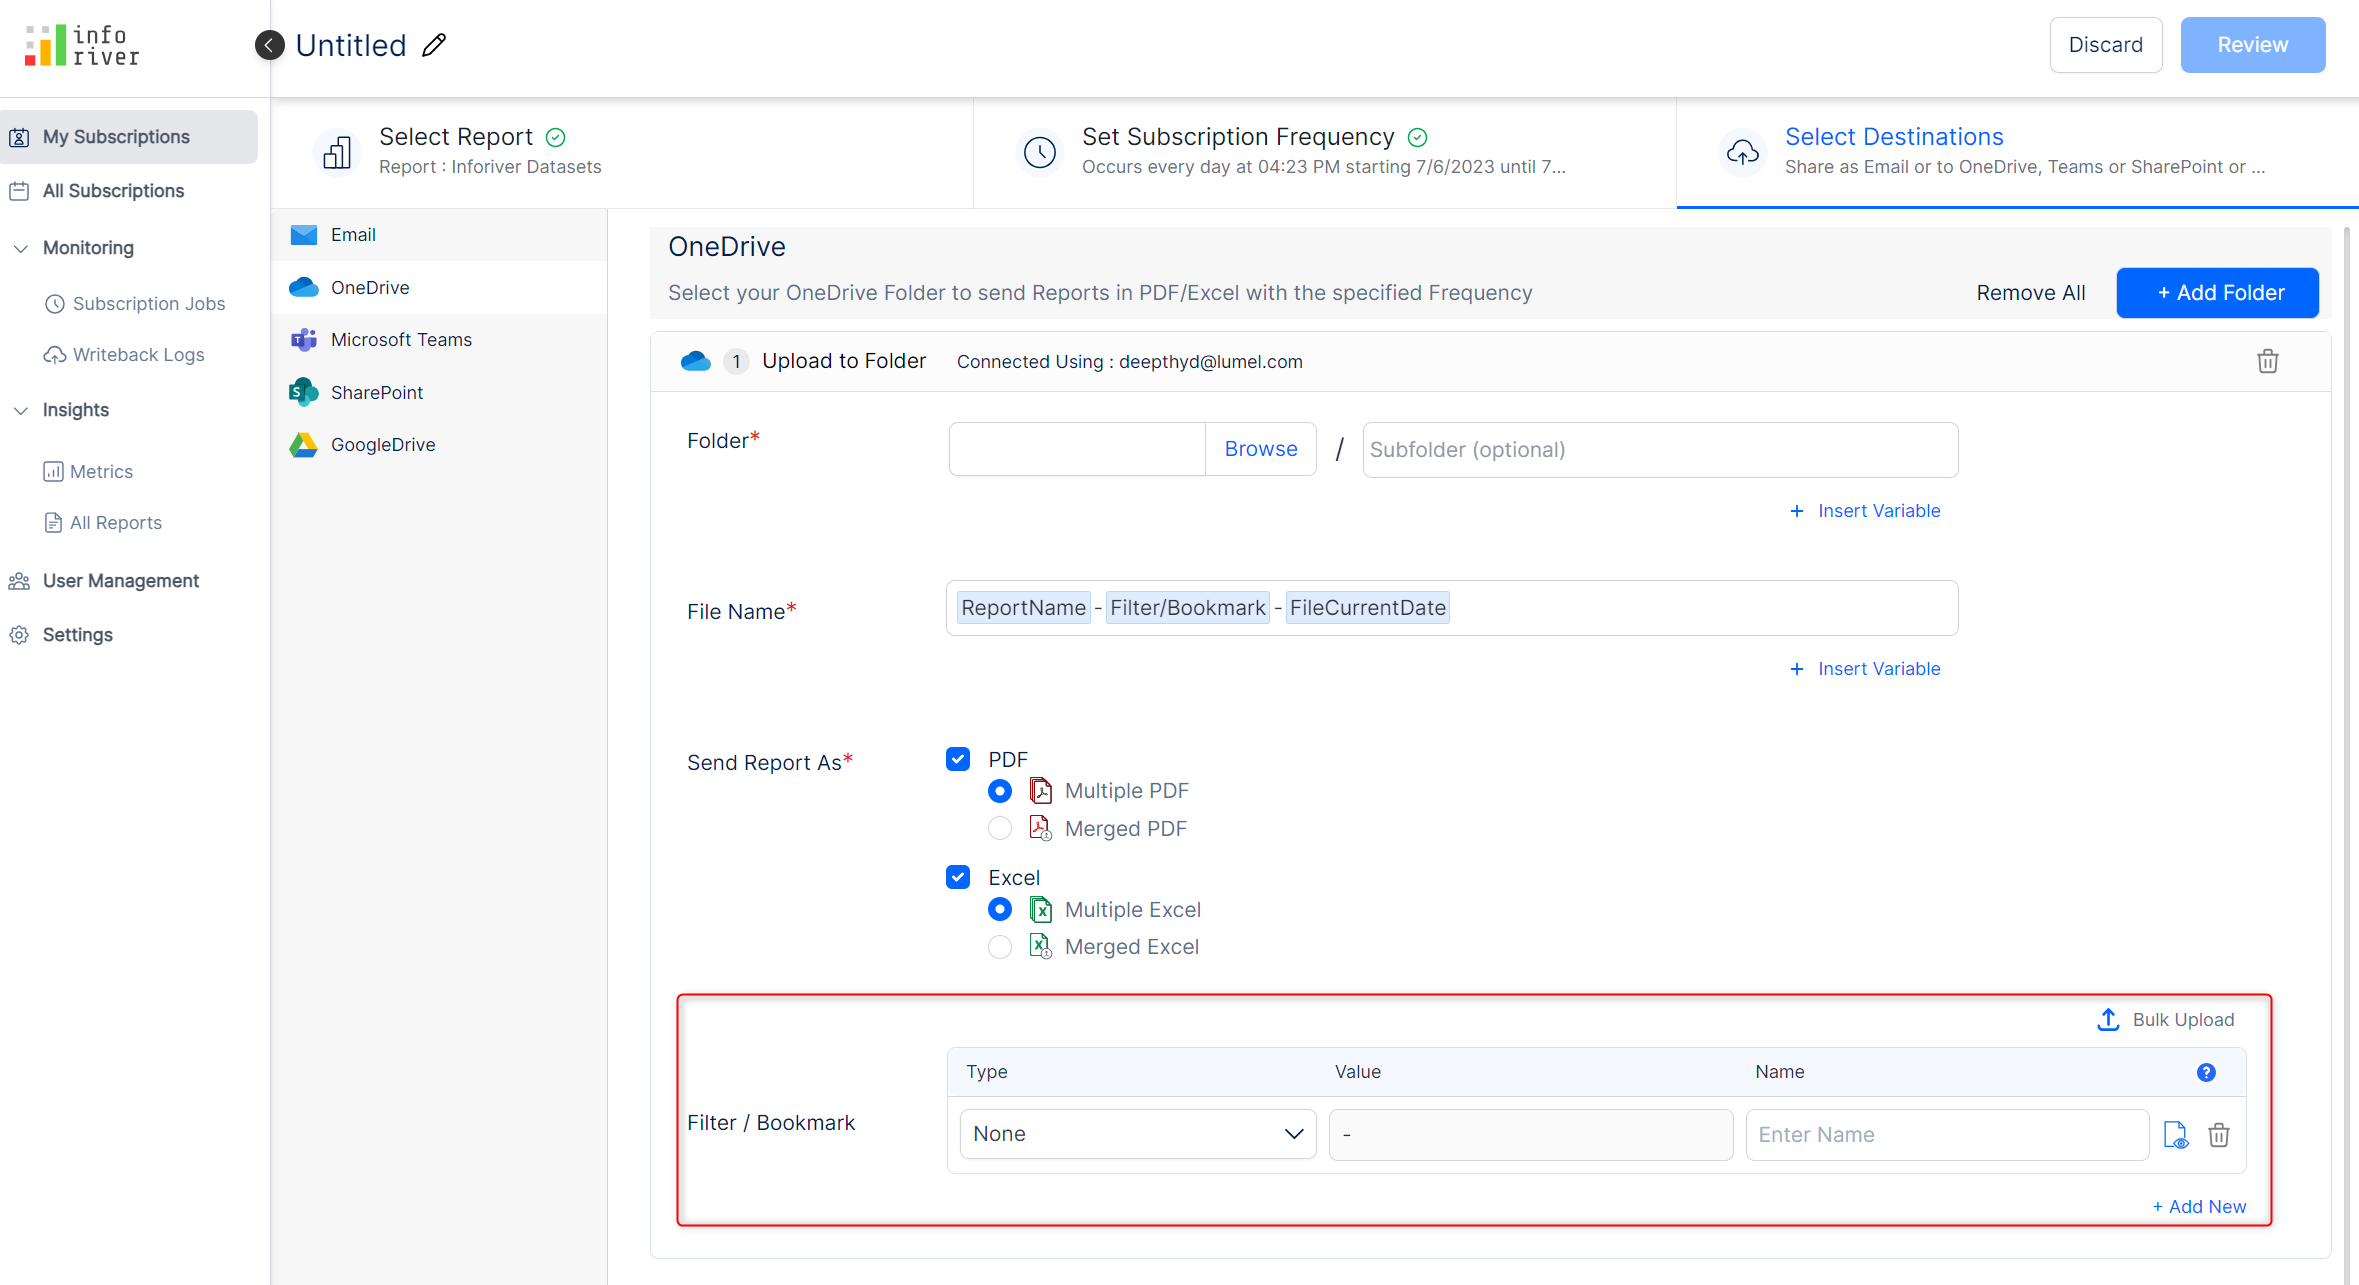 info
river
Untitled
Discard
Review
My Subscriptions
All Subscriptions
Monitoring
Subscription Jobs
Writeback Logs
Insights
Metrics
All Reports
User Management
Settings
Select Report
Report : Inforiver Datasets
Set Subscription Frequency
Occurs every day at 04:23 PM starting 7/6/2023 until 7...
Select Destinations
Share as Email or to OneDrive, Teams or SharePoint or ...
Email
OneDrive
Microsoft Teams
SharePoint
GoogleDrive
OneDrive
Select your OneDrive Folder to send Reports in PDF/Excel with the specified Frequency
Remove All
+ Add Folder
1 Upload to Folder Connected Using : deepthyd@lumel.com
Folder* Browse / Subfolder (optional)
+ Insert Variable
File Name* ReportName - Filter/Bookmark - FileCurrentDate
+ Insert Variable
Send Report As* PDF
Multiple PDF
Merged PDF
Excel
Multiple Excel
Merged Excel
Bulk Upload
Type Value Name ?
Filter / Bookmark
None - Enter Name
+ Add New